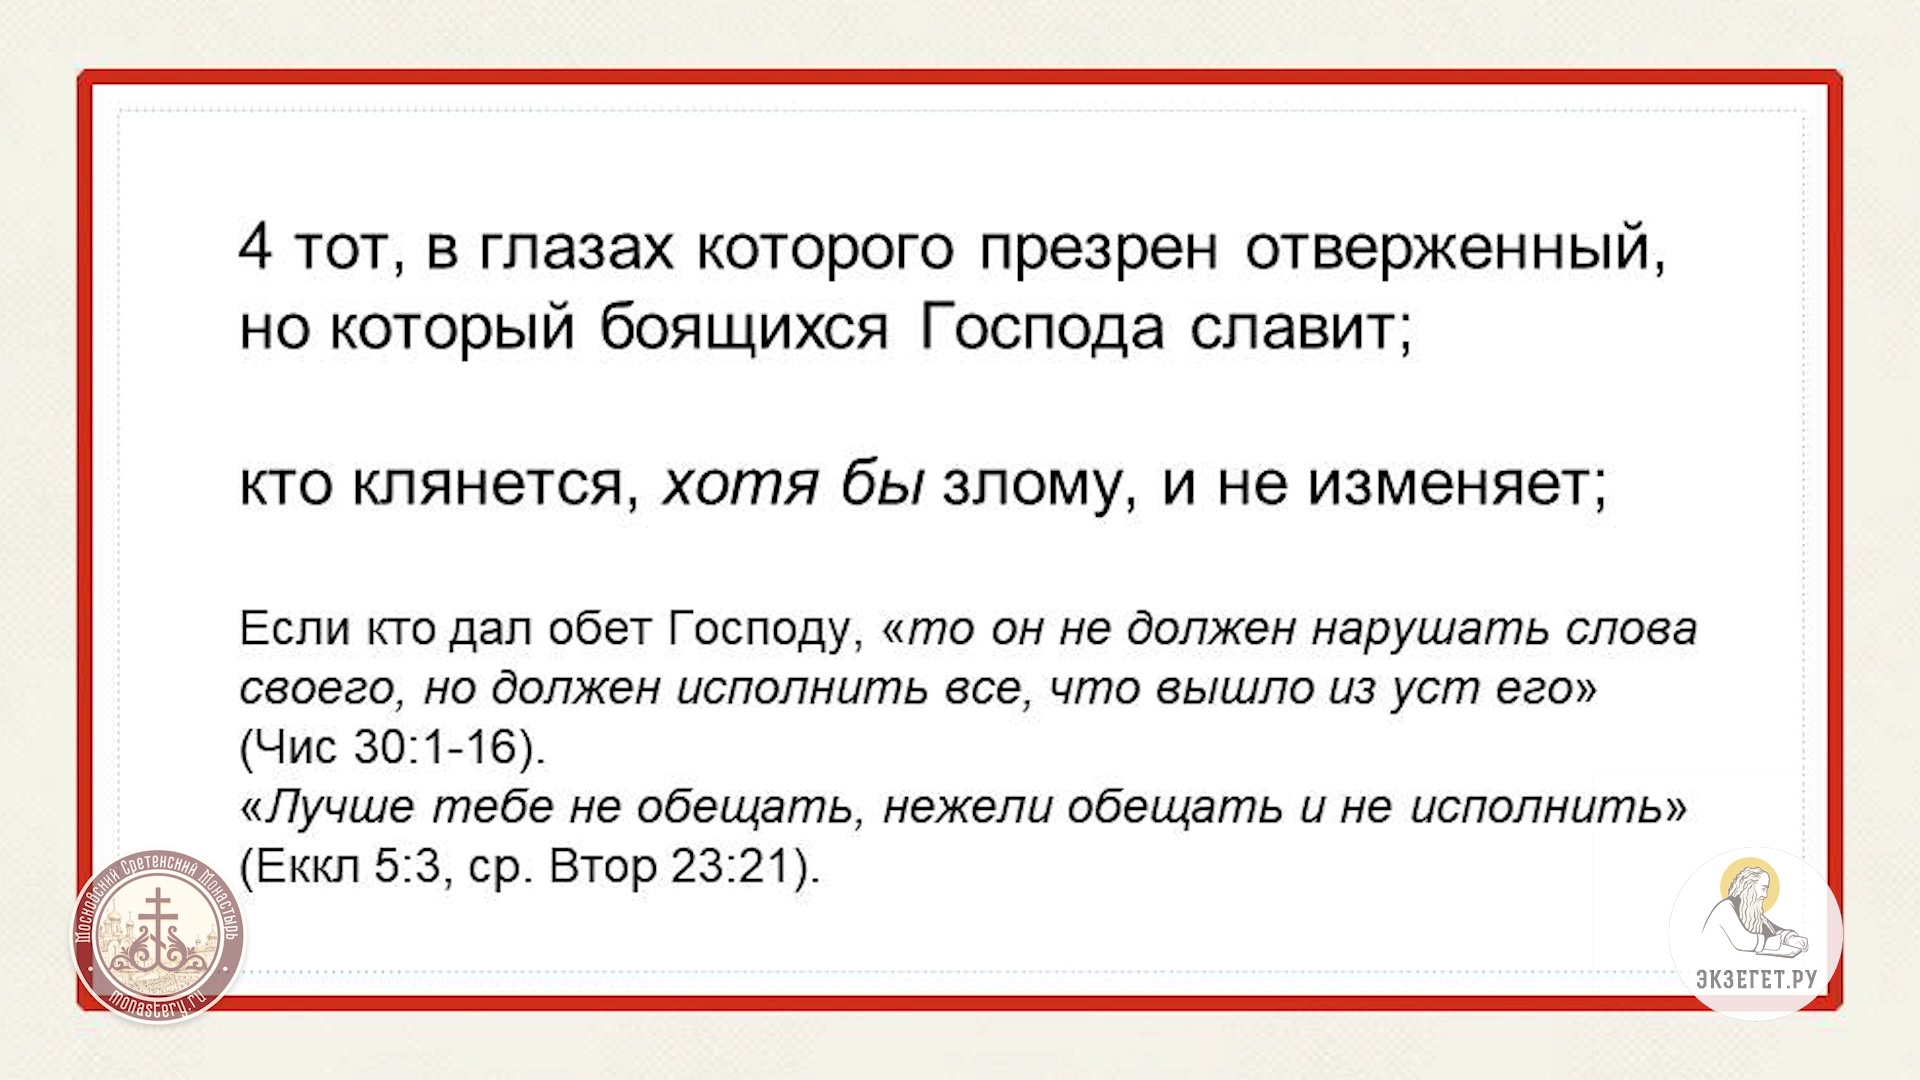 4 тот, в глазах которого презрен отверженный,
но который боящихся Господа славит;
кто клянется, хотя бы злому, и не изменяет;
Если кто дал обет Господу, «то он не должен нарушать слова
своего, но должен исполнить все, что вышло из уст его»
(Чис 30:1-16).
«Лучше тебе не обещать, нежели обещать и не исполнить»
(Еккл 5:3, ср. Втор 23:21).
Московский Сретенский Монастырь
monastery.ru
ЭКЗЕГЕТ.РУ